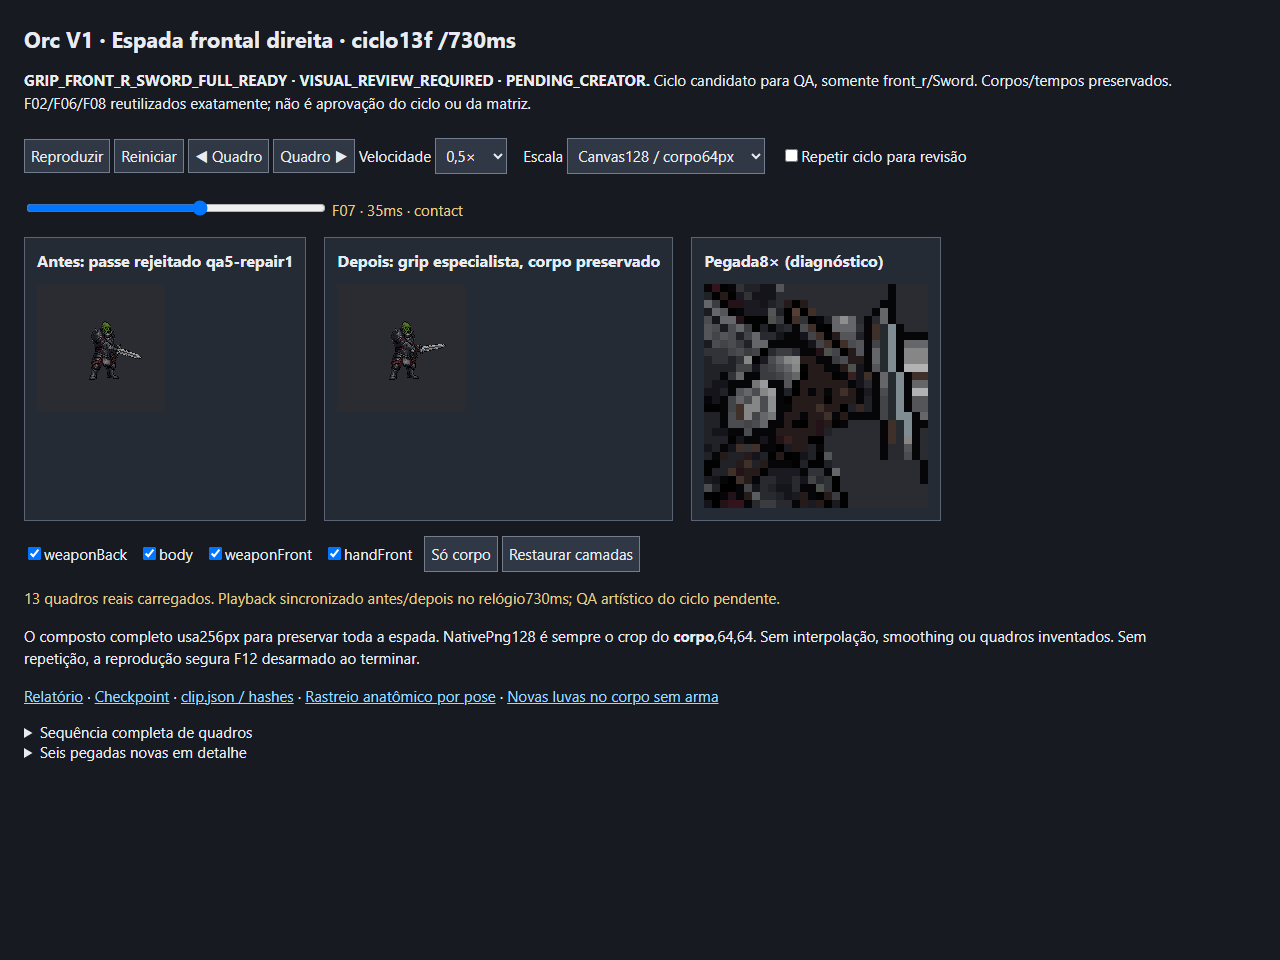 Orc V1 · Espada frontal direita · ciclo13f /730ms
GRIP_FRONT_R_SWORD_FULL_READY · VISUAL_REVIEW_REQUIRED · PENDING_CREATOR. Ciclo candidato para QA, somente front_r/Sword. Corpos/tempos preservados.
F02/F06/F08 reutilizados exatamente; não é aprovação do ciclo ou da matriz.
Reproduzir Reiniciar ◀ Quadro Quadro ▶ Velocidade 0,5× Escala Canvas128 / corpo64px Repetir ciclo para revisão
F07 · 35ms · contact
Antes: passe rejeitado qa5-repair1
Depois: grip especialista, corpo preservado
Pegada8× (diagnóstico)
weaponBack body weaponFront handFront Só corpo Restaurar camadas
13 quadros reais carregados. Playback sincronizado antes/depois no relógio730ms; QA artístico do ciclo pendente.
O composto completo usa256px para preservar toda a espada. NativePng128 é sempre o crop do corpo,64,64. Sem interpolação, smoothing ou quadros inventados. Sem
repetição, a reprodução segura F12 desarmado ao terminar.
Relatório · Checkpoint · clip.json / hashes · Rastreio anatômico por pose · Novas luvas no corpo sem arma
▶ Sequência completa de quadros
▶ Seis pegadas novas em detalhe